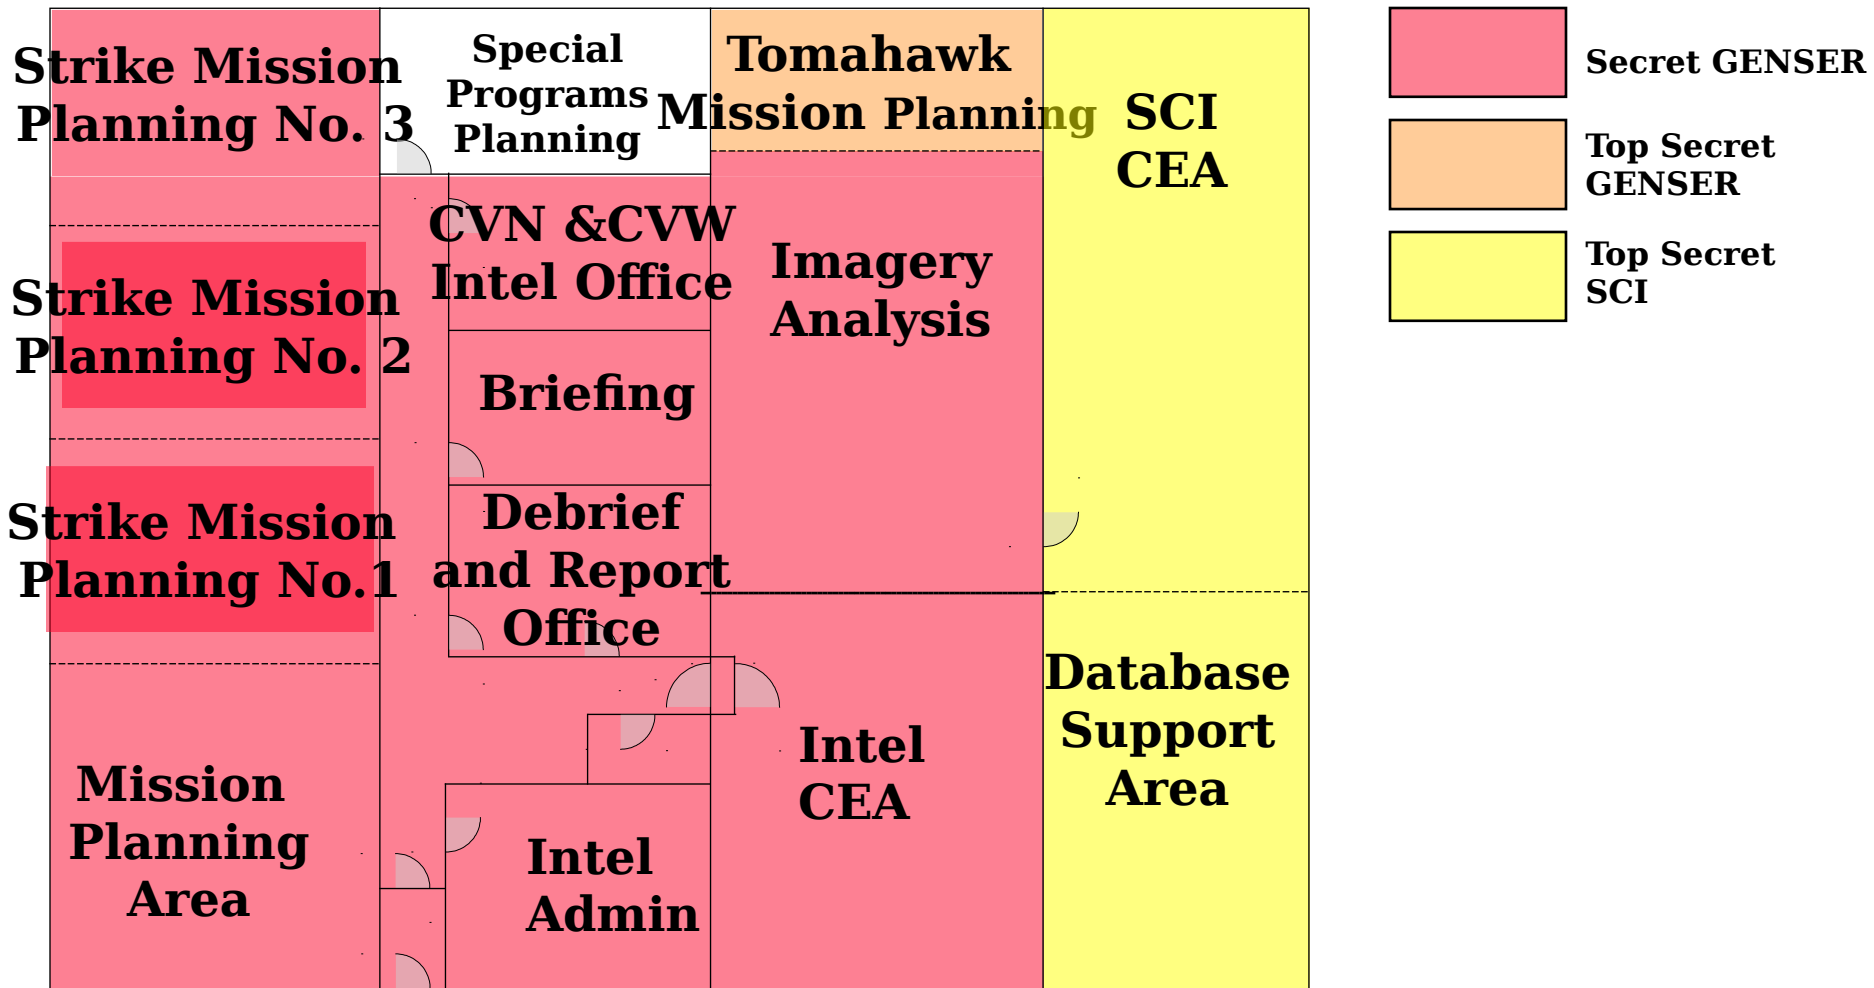 Strike Mission
Planning No. 3
Special
Programs
Planning
Tomahawk
Mission Planning
SCI
CEA
Secret GENSER
Top Secret
GENSER
Top Secret
SCI
CVN &CVW
Intel Office
Imagery
Analysis
Strike Mission
Planning No. 2
Briefing
Strike Mission
Planning No.1
Debrief
and Report
Office
Database
Support
Area
Mission
Planning
Area
Intel
CEA
Intel
Admin